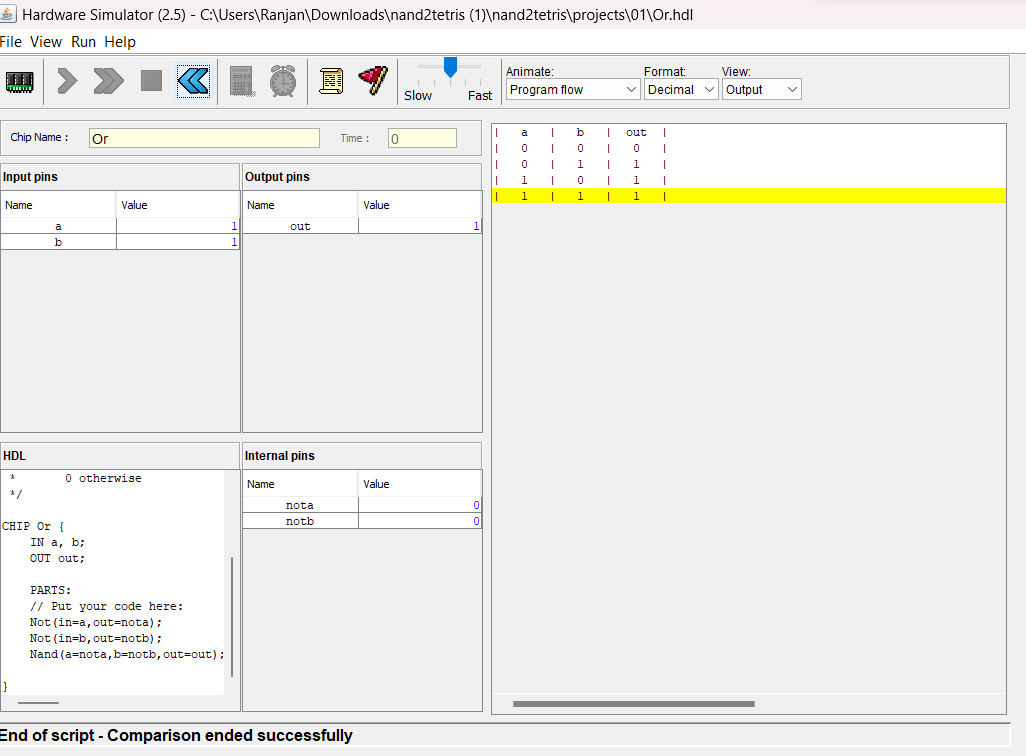 Hardware Simulator (2.5) - C:\Users\Ranjan\Downloads\nand2tetris (1)\nand2tetris\projects\01\Or.hdl
File View Run Help
Slow Fast
Animate: Format: View:
Program flow Decimal Output
Chip Name : Or Time : 0
Input pins
Name Value
a 1
b 1
Output pins
Name Value
out 1
HDL
* 0 otherwise
*/
CHIP Or {
IN a, b;
OUT out;
PARTS:
// Put your code here:
Not(in=a,out=nota);
Not(in=b,out=notb);
Nand(a=nota,b=notb,out=out);
}
Internal pins
Name Value
nota 0
notb 0
| a | b | out |
| 0 | 0 | 0 |
| 0 | 1 | 1 |
| 1 | 0 | 1 |
| 1 | 1 | 1 |
End of script - Comparison ended successfully